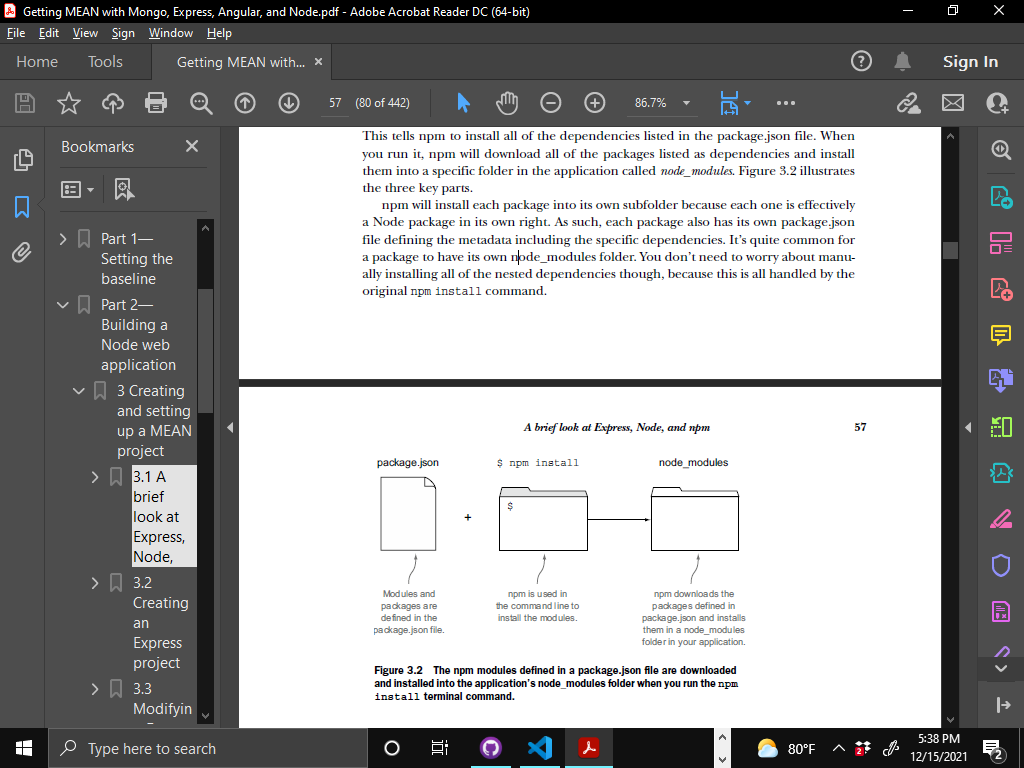 Getting MEAN with Mongo, Express, Angular, and Node.pdf - Adobe Acrobat Reader DC (64-bit)
File Edit View Sign Window Help
Home Tools Getting MEAN with... × Sign In
57 (80 of 442) 86.7%
Bookmarks
Part 1—
Setting the
baseline
Part 2—
Building a
Node web
application
3 Creating
and setting
up a MEAN
project
3.1 A
brief
look at
Express,
Node,
3.2
Creating
an
Express
project
3.3
Modifyin
This tells npm to install all of the dependencies listed in the package.json file. When
you run it, npm will download all of the packages listed as dependencies and install
them into a specific folder in the application called node_modules. Figure 3.2 illustrates
the three key parts.
npm will install each package into its own subfolder because each one is effectively
a Node package in its own right. As such, each package also has its own package.json
file defining the metadata including the specific dependencies. It's quite common for
a package to have its own node_modules folder. You don't need to worry about manu-
ally installing all of the nested dependencies though, because this is all handled by the
original npm install command.
A brief look at Express, Node, and npm 57
package.json
$ npm install
node_modules
+
$
Modules and
packages are
defined in the
package.json file.
npm is used in
the command line to
install the modules.
npm downloads the
packages defined in
package.json and installs
them in a node_modules
folder in your application.
Figure 3.2 The npm modules defined in a package.json file are downloaded
and installed into the application's node_modules folder when you run the npm
install terminal command.
Type here to search
80°F
2
5:38 PM
12/15/2021
2